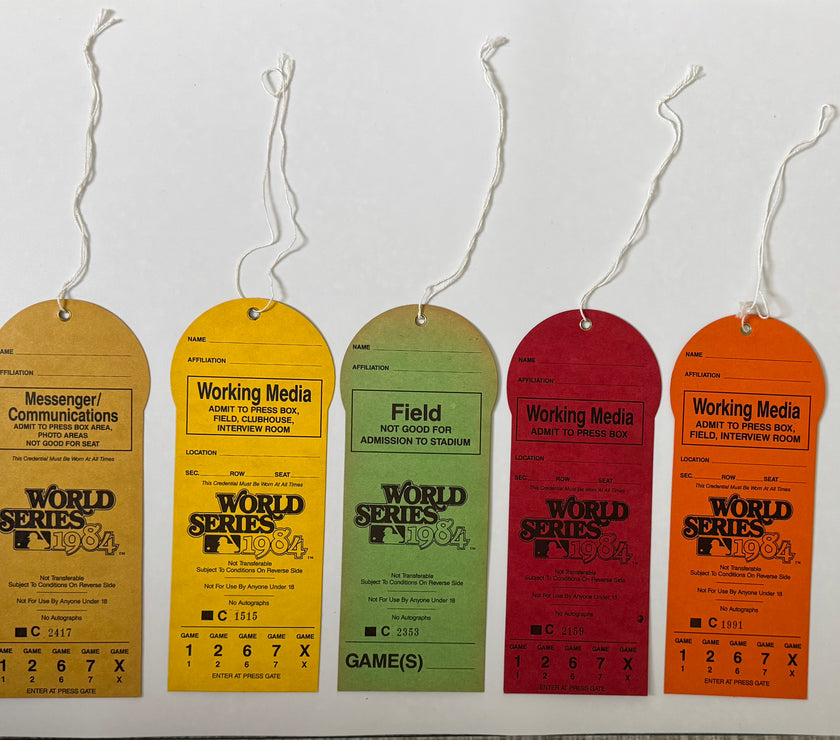 AME
AFFILIATION
Messenger/
Communications
ADMIT TO PRESS BOX AREA,
PHOTO AREAS
NOT GOOD FOR SEAT
This Credential Must Be Worn At All Times
WORLD
SERIES
1984
TM
Not Transferable
Subject To Conditions On Reverse Side
Not For Use By Anyone Under 18
No Autographs
C 2417
GAME GAME GAME GAME
1 2 6 7 X
1 2 6 7 X
ENTER AT PRESS GATE
NAME
AFFILIATION
Working Media
ADMIT TO PRESS BOX,
FIELD, CLUBHOUSE,
INTERVIEW ROOM
LOCATION
SEC. ROW SEAT
This Credential Must Be Worn At All Times
WORLD
SERIES
1984
TM
Not Transferable
Subject To Conditions On Reverse Side
Not For Use By Anyone Under 18
No Autographs
C 1515
GAME GAME GAME GAME GAME
1 2 6 7 X
1 2 6 7 X
ENTER AT PRESS GATE
NAME
AFFILIATION
Field
NOT GOOD FOR
ADMISSION TO STADIUM
WORLD
SERIES
1984
TM
Not Transferable
Subject To Conditions On Reverse Side
Not For Use By Anyone Under 18
No Autographs
C 2353
GAME(S)
NAME
AFFILIATION
Working Media
ADMIT TO PRESS BOX
LOCATION
SEC. ROW SEAT
This Credential Must Be Worn At All Times
WORLD
SERIES
1984
TM
Not Transferable
Subject To Conditions On Reverse Side
Not For Use By Anyone Under 18
No Autographs
C 2159
GAME GAME GAME GAME GAME
1 2 6 7 X
1 2 6 7 X
ENTER AT PRESS GATE
NAME
AFFILIATION
Working Media
ADMIT TO PRESS BOX,
FIELD, INTERVIEW ROOM
LOCATION
SEC. ROW SEAT
This Credential Must Be Worn At All Times
WORLD
SERIES
1984
TM
Not Transferable
Subject To Conditions On Reverse Side
Not For Use By Anyone Under 18
No Autographs
C 1991
GAME GAME GAME GAME GAME
1 2 6 7 X
1 2 6 7 X
ENTER AT PRESS GATE